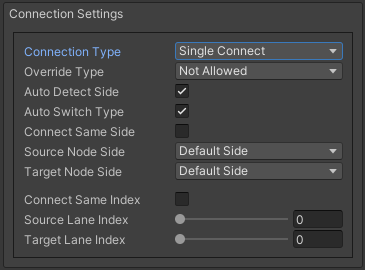 Connection Settings
Connection Type Single Connect
Override Type Not Allowed
Auto Detect Side
Auto Switch Type
Connect Same Side
Source Node Side Default Side
Target Node Side Default Side
Connect Same Index
Source Lane Index 0
Target Lane Index 0